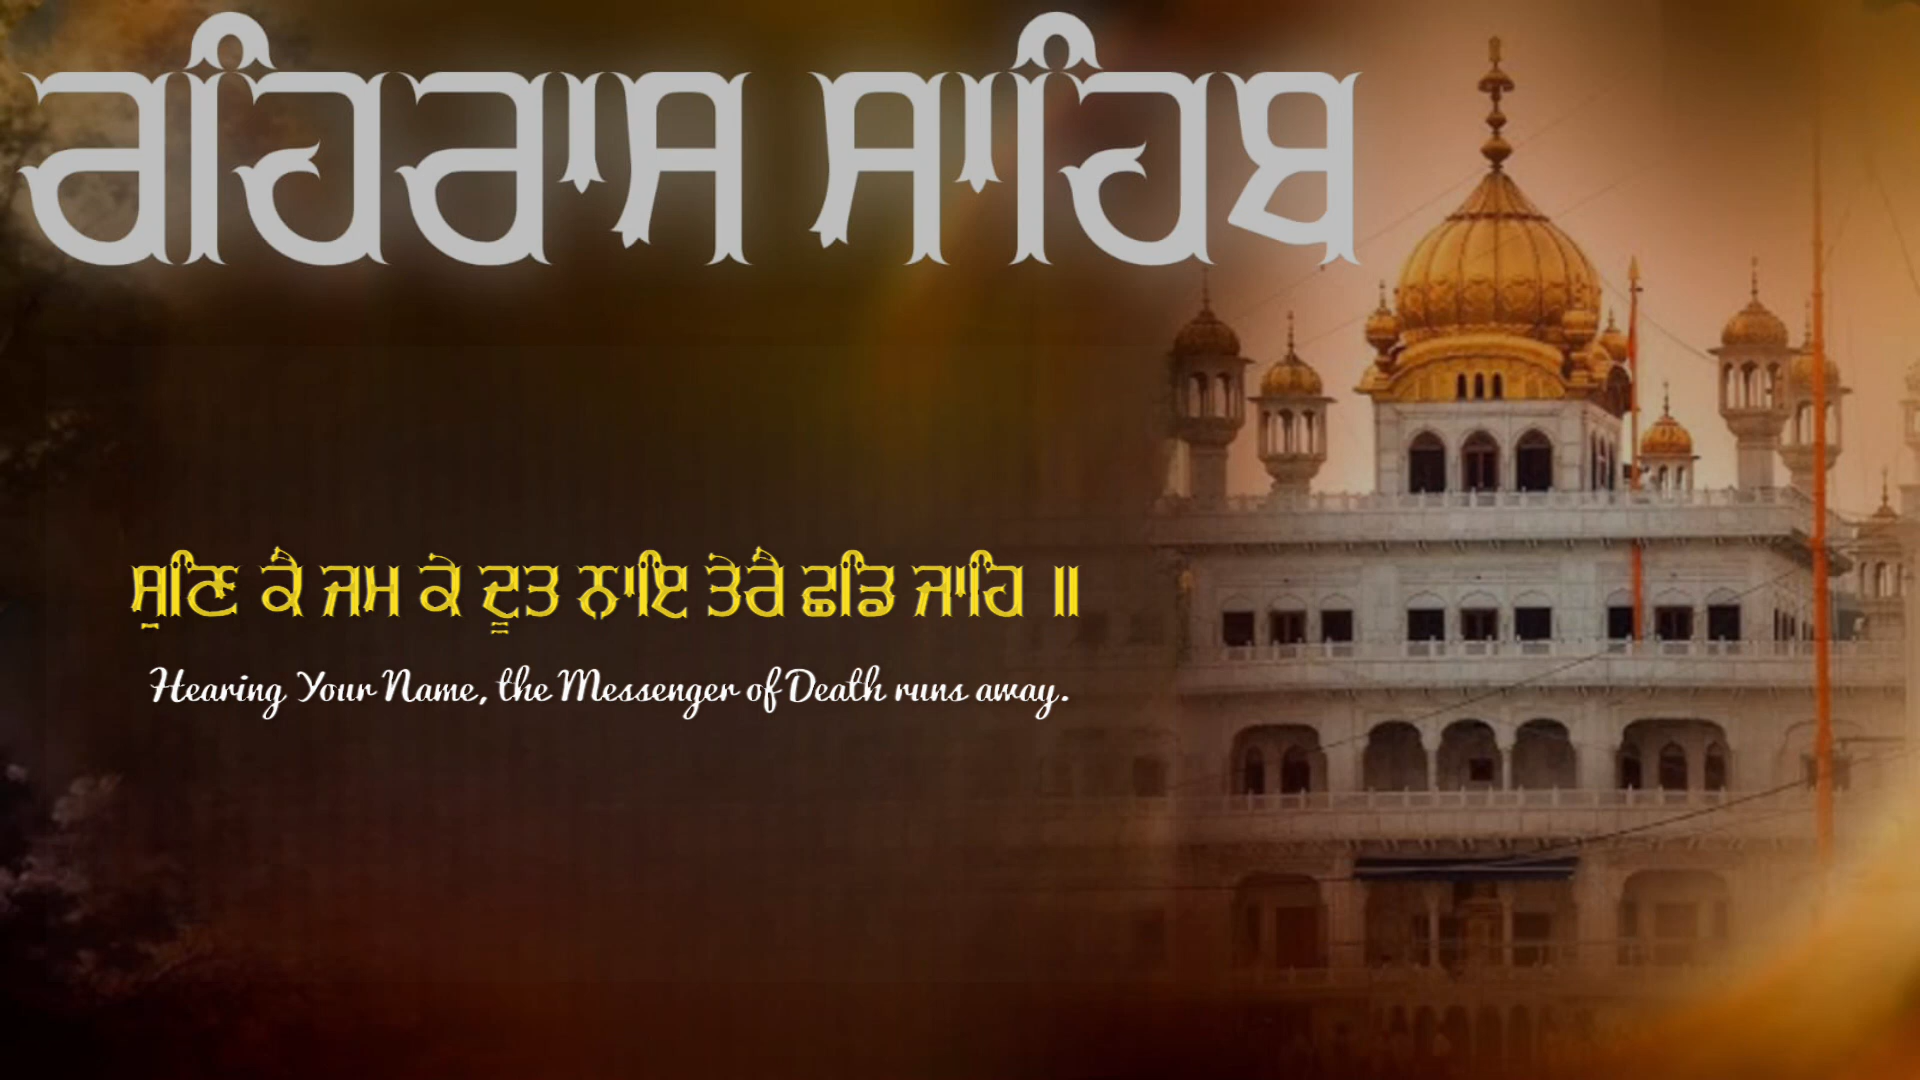 ਰਹਿਰਾਸ ਸਾਹਿਬ
ਸੁਣਿ ਕੈ ਜਮ ਕੇ ਦੂਤ ਨਾਇ ਤੇਰੈ ਛਡਿ ਜਾਹਿ ॥
Hearing Your Name, the Messenger of Death runs away.